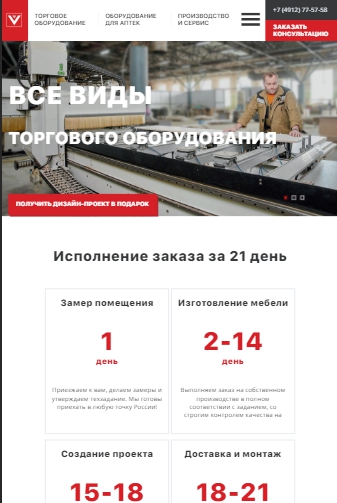 ТОРГОВОЕ
ОБОРУДОВАНИЕ
ОБОРУДОВАНИЕ
ДЛЯ АПТЕК
ПРОИЗВОДСТВО
И СЕРВИС
+7 (4912) 77-57-58
ЗАКАЗАТЬ
КОНСУЛЬТАЦИЮ
ВСЕ ВИДЫ
ТОРГОВОГО ОБОРУДОВАНИЯ
ПОЛУЧИТЬ ДИЗАЙН-ПРОЕКТ В ПОДАРОК
Исполнение заказа за 21 день
Замер помещения
1
день
Приезжаем к вам, делаем замеры и
утверждаем техзадание. Мы готовы
приехать в любую точку России!
Изготовление мебели
2-14
день
Выполняем заказ на собственном
производстве в полном
соответствии с заданием, со
строгим контролем качества на
Создание проекта
15-18
Доставка и монтаж
18-21